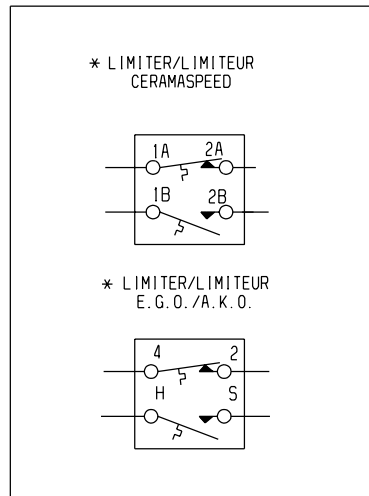 * LIMITER/LIMITEUR
CERAMASPEED
1A 2A
1B 2B
* LIMITER/LIMITEUR
E.G.O./A.K.O.
4 2
H S